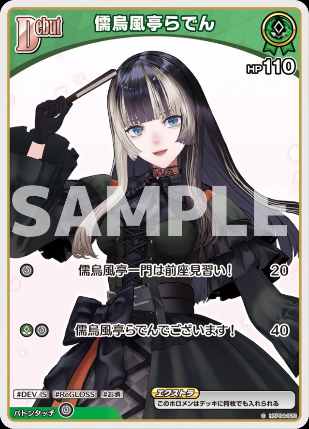 Debut
儒烏風亭らでん
HP110
SAMPLE
儒烏風亭一門は前座見習い！ 20
儒烏風亭らでんでございます！ 40
#DEV_IS #ReGLOSS #お酒
エクストラ
このホロメンはデッキに何枚でも入れられる
バトンタッチ
C